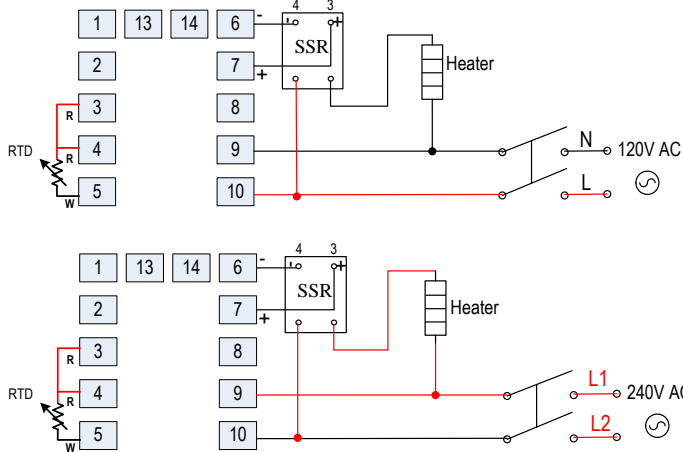 4 3
1 13 14 6 - - +
SSR
2 7 +
Heater
3 8
R
RTD R 4 9 N 120V AC
W 5 10 L
4 3
1 13 14 6 - - +
SSR
2 7 +
Heater
3 8
R
RTD R 4 9 L1 240V AC
W 5 10 L2